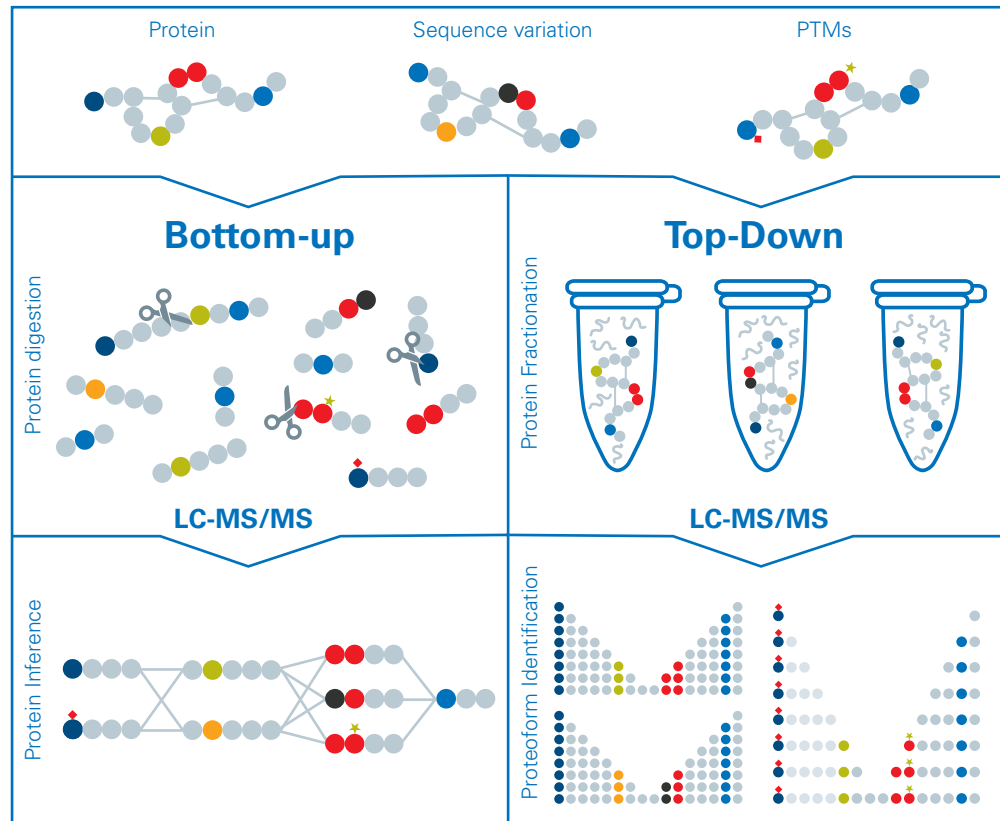 Protein
Sequence variation
PTMs
Bottom-up
Top-Down
Protein digestion
Protein Fractionation
LC-MS/MS
LC-MS/MS
Protein Inference
Proteoform Identification